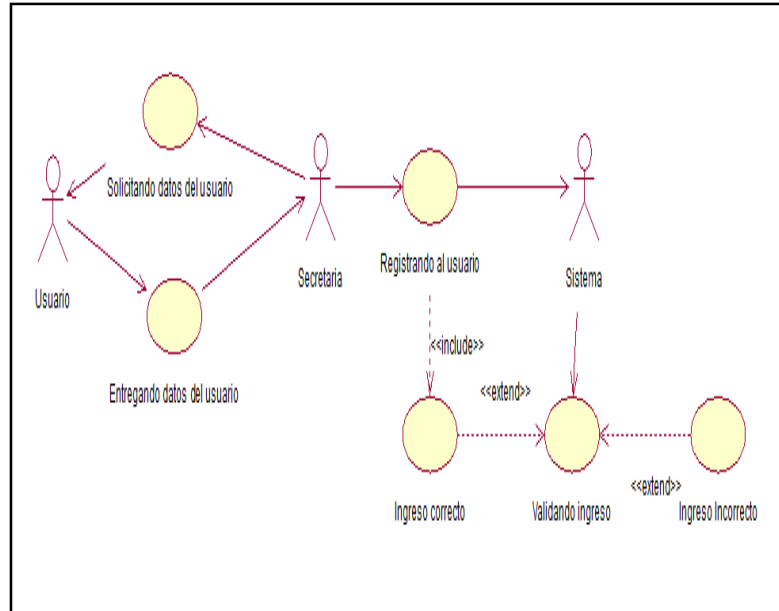 Solicitando datos del usuario
Usuario
Secretaria
Registrando al usuario
Sistema
<<include>>
Entregando datos del usuario
<<extend>>
<<extend>>
Ingreso correcto
Validando ingreso
Ingreso Incorrecto